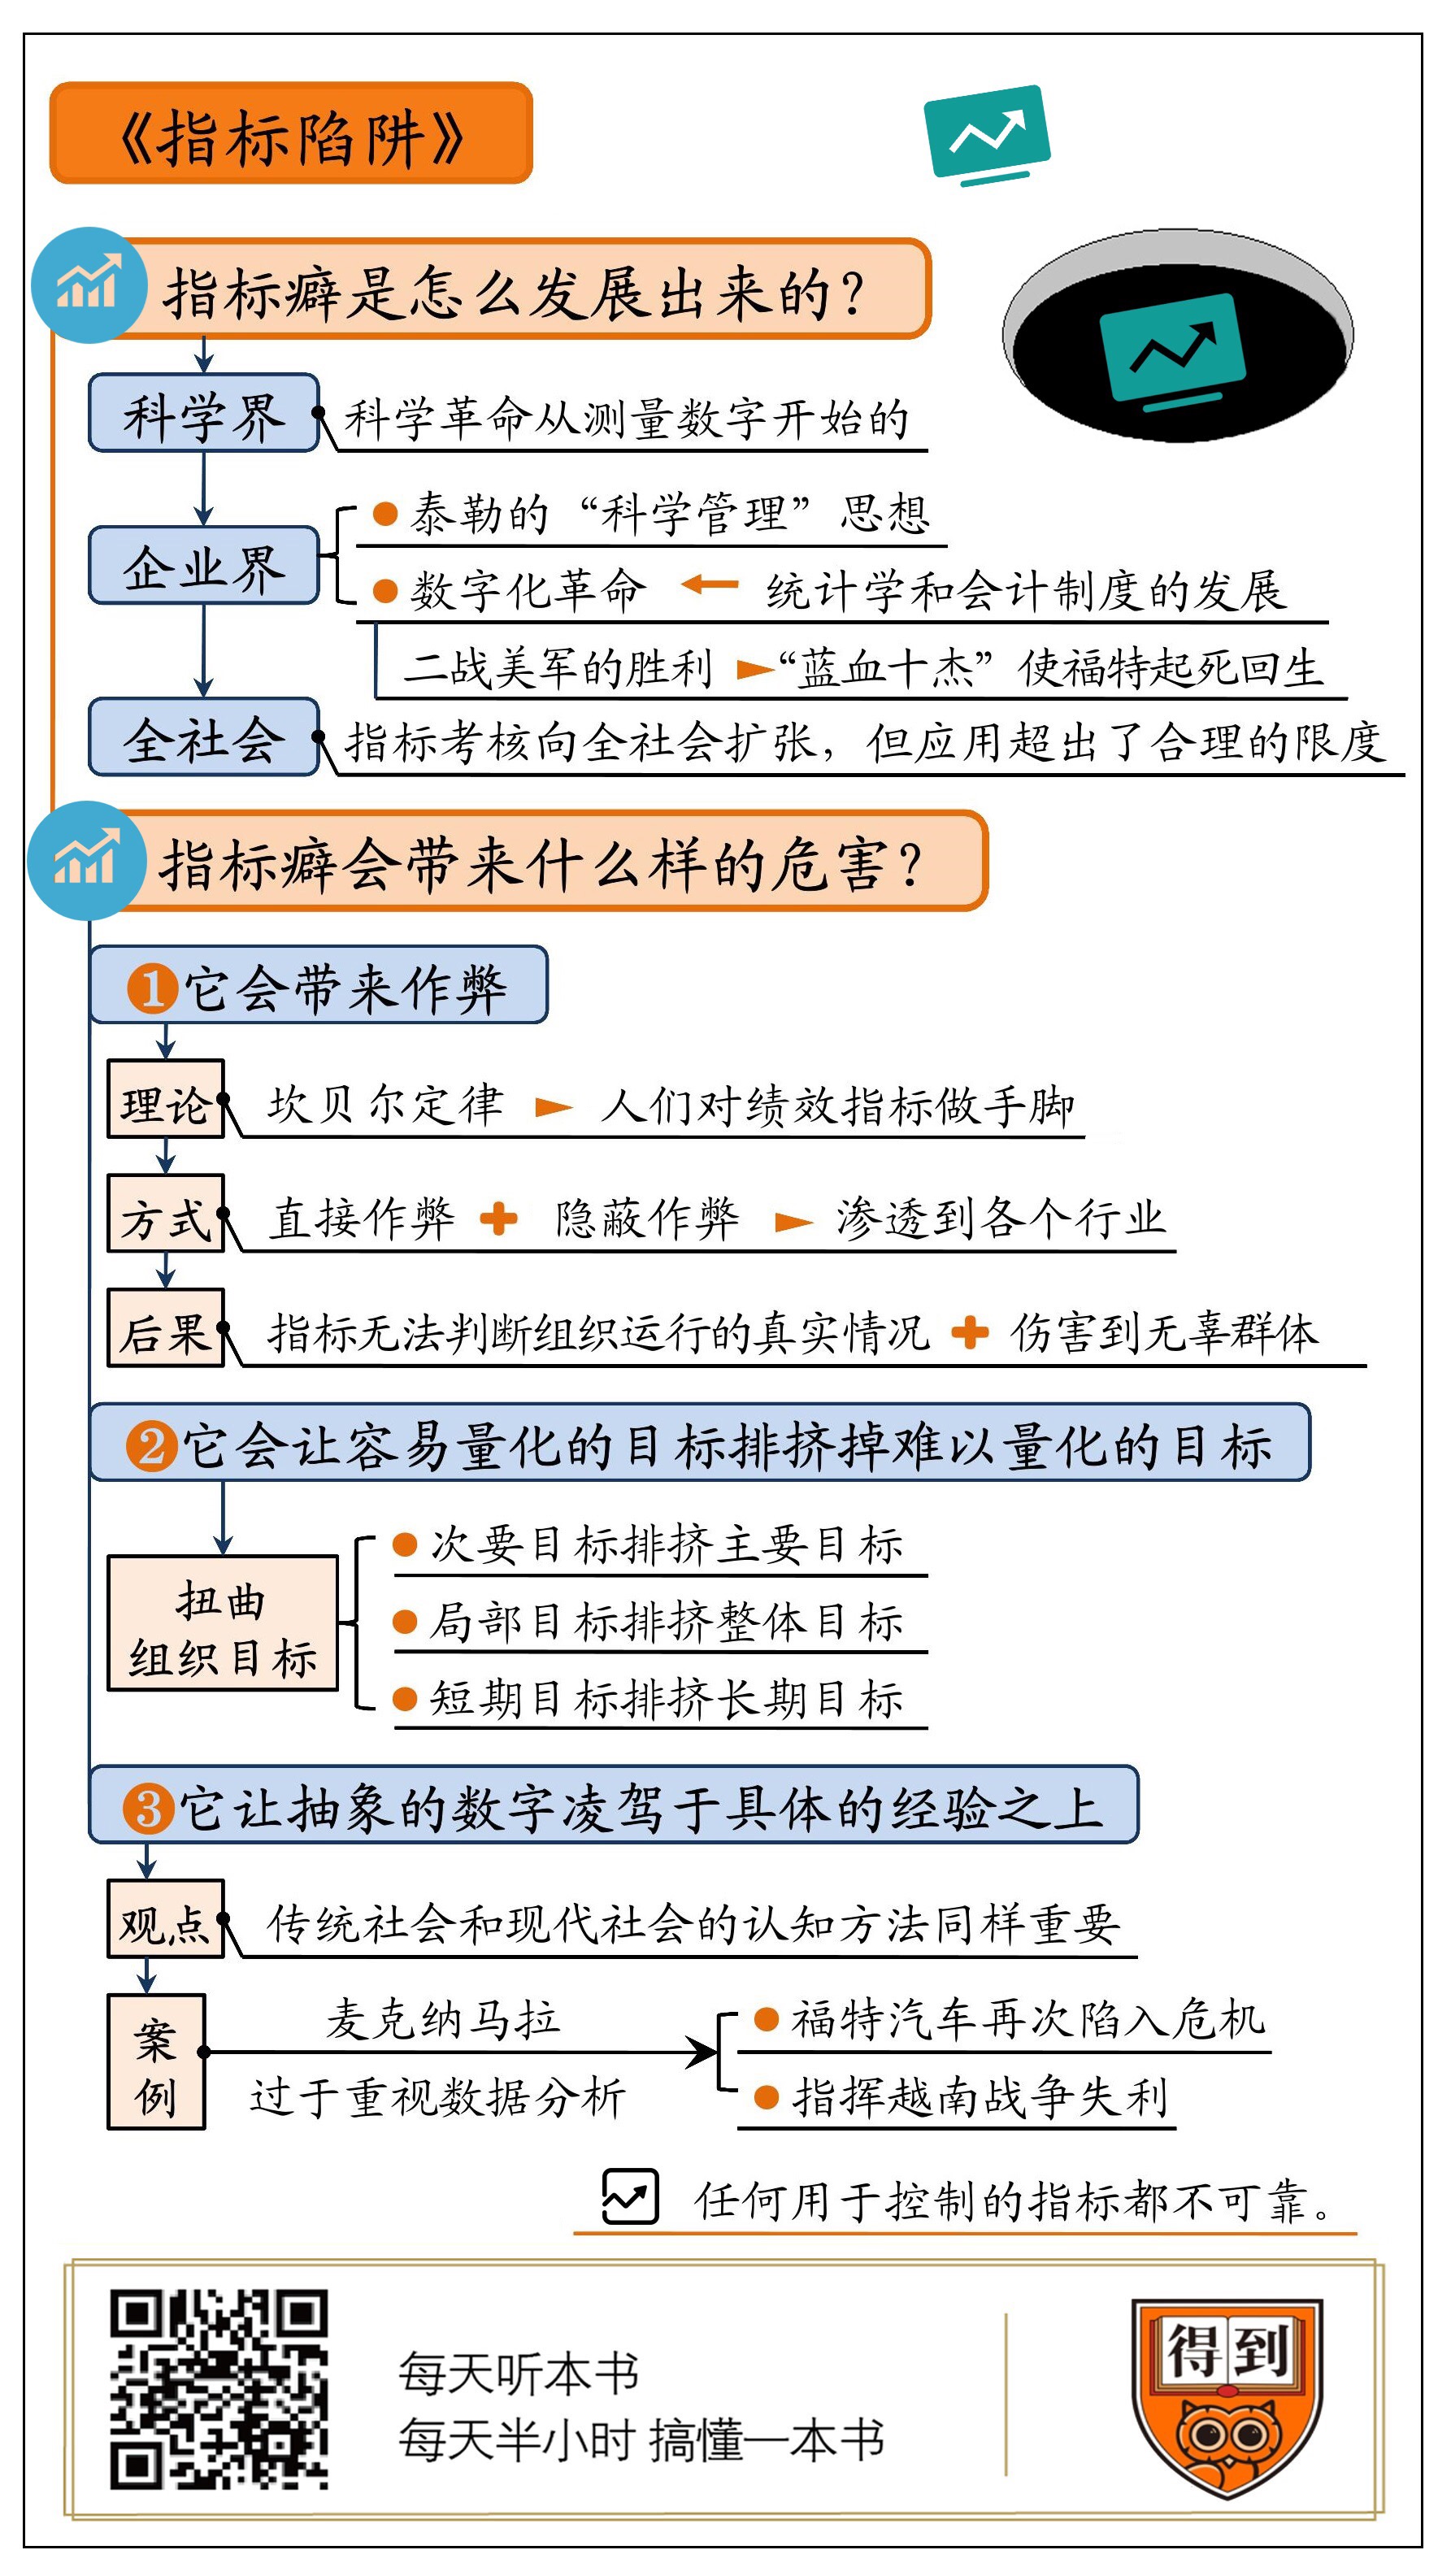 《指标陷阱》
指标癖是怎么发展出来的？
科学界
科学革命从测量数字开始的
企业界
泰勒的“科学管理”思想
数字化革命 统计学和会计制度的发展
二战美军的胜利 “蓝血十杰”使福特起死回生
全社会
指标考核向全社会扩张，但应用超出了合理的限度
指标癖会带来什么样的危害？
1它会带来作弊
理论
坎贝尔定律 人们对绩效指标做手脚
方式
直接作弊 隐蔽作弊 渗透到各个行业
后果
指标无法判断组织运行的真实情况 伤害到无辜群体
2它会让容易量化的目标排挤掉难以量化的目标
扭曲
组织目标
次要目标排挤主要目标
局部目标排挤整体目标
短期目标排挤长期目标
3它让抽象的数字凌驾于具体的经验之上
观点
传统社会和现代社会的认知方法同样重要
案
例
麦克纳马拉
过于重视数据分析
福特汽车再次陷入危机
指挥越南战争失利
任何用于控制的指标都不可靠。
每天听本书
每天半小时 搞懂一本书
得到